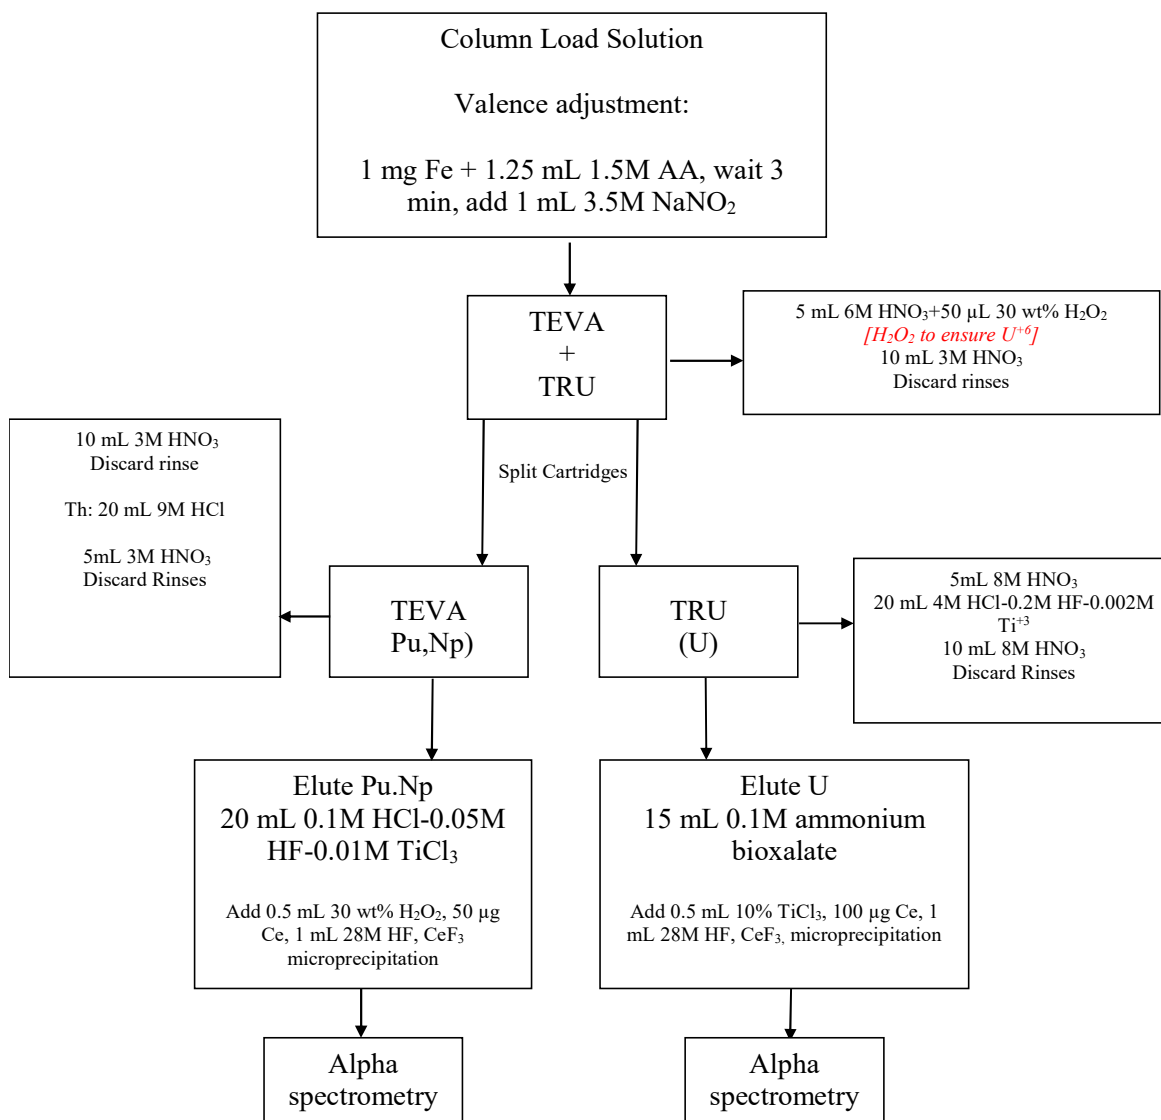 Column Load Solution
Valence adjustment:
1 mg Fe + 1.25 mL 1.5M AA, wait 3
min, add 1 mL 3.5M NaNO₂
TEVA
+
TRU
5 mL 6M HNO₃+50 µL 30 wt% H₂O₂
[H₂O₂ to ensure U⁺⁶]
10 mL 3M HNO₃
Discard rinses
Split Cartridges
10 mL 3M HNO₃
Discard rinse
Th: 20 mL 9M HCl
5mL 3M HNO₃
Discard Rinses
TEVA
Pu,Np)
TRU
(U)
5mL 8M HNO₃
20 mL 4M HCl-0.2M HF-0.002M
Ti⁺³
10 mL 8M HNO₃
Discard Rinses
Elute Pu.Np
20 mL 0.1M HCl-0.05M
HF-0.01M TiCl₃
Add 0.5 mL 30 wt% H₂O₂, 50 µg
Ce, 1 mL 28M HF, CeF₃
microprecipitation
Elute U
15 mL 0.1M ammonium
bioxalate
Add 0.5 mL 10% TiCl₃, 100 µg Ce, 1
mL 28M HF, CeF₃, microprecipitation
Alpha
spectrometry
Alpha
spectrometry